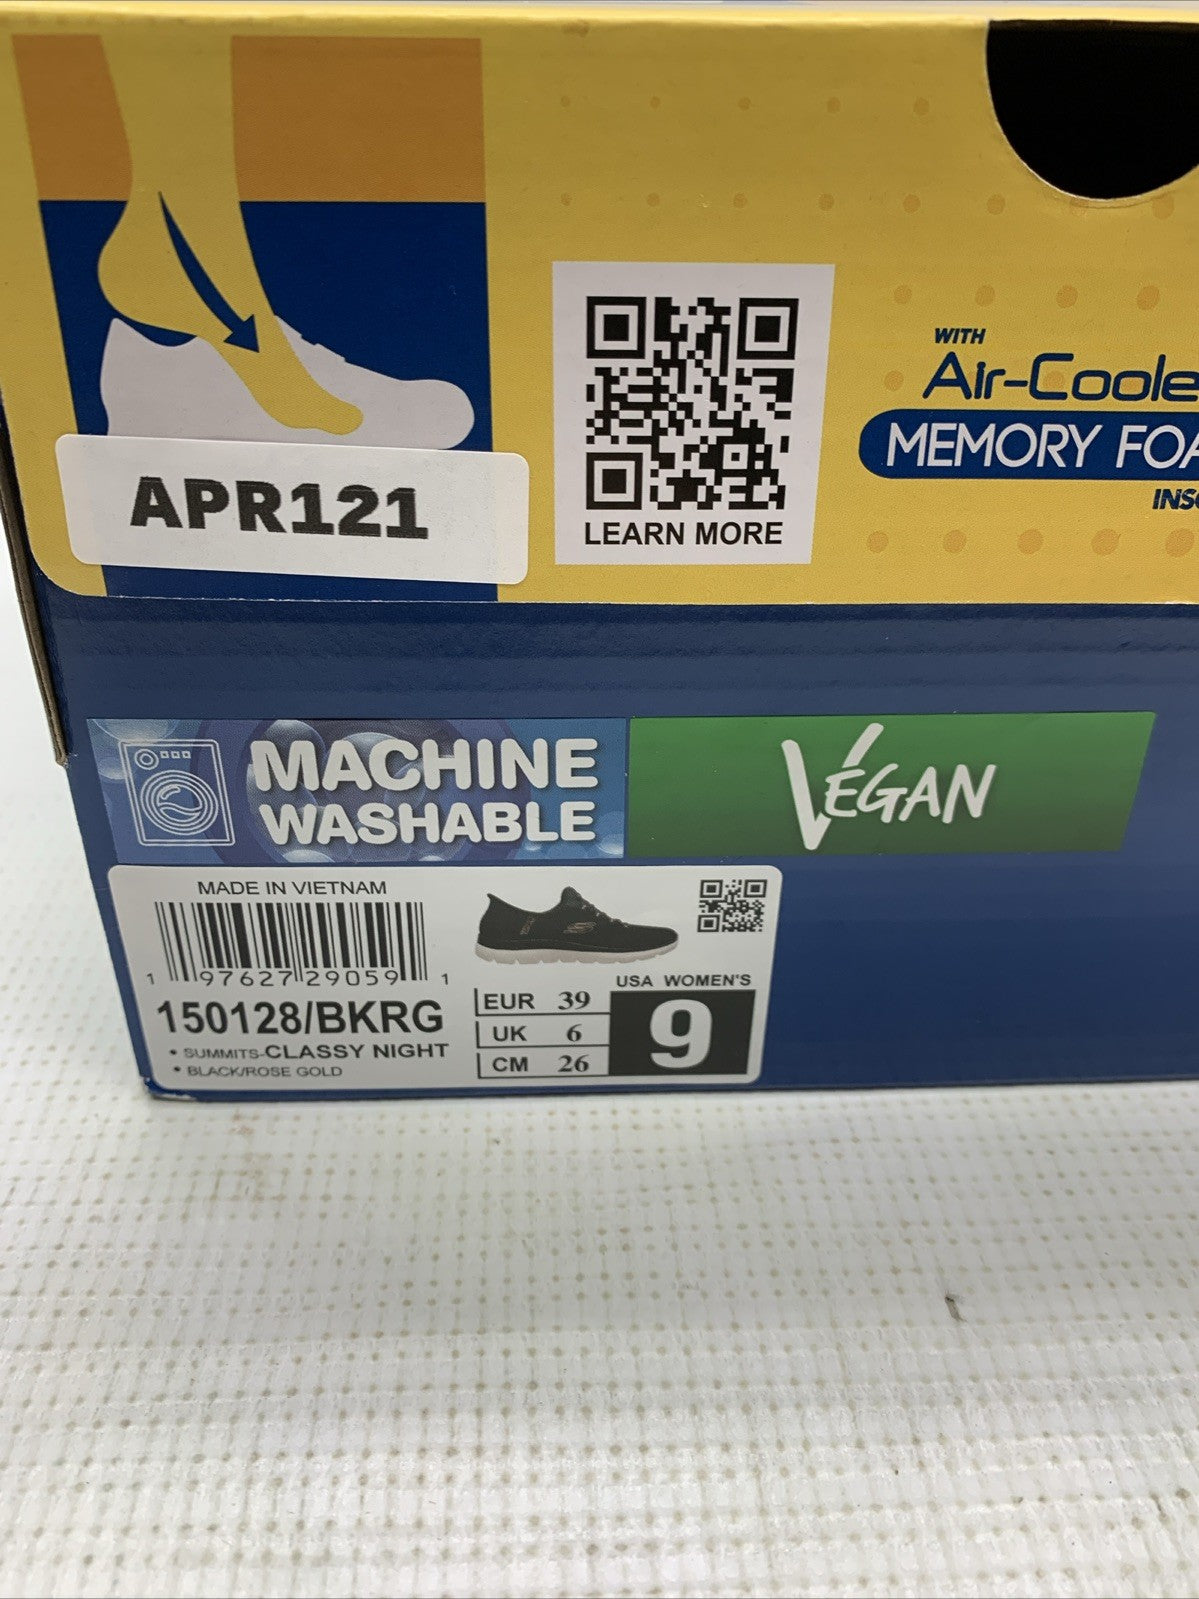 WITH
Air-Coole
MEMORY FOA
INS
APR121
LEARN MORE
MACHINE
WASHABLE
VEGAN
MADE IN VIETNAM
1 97627 29059 1
150128/BKRG
• SUMMITS-CLASSY NIGHT
• BLACK/ROSE GOLD
USA WOMEN'S
EUR 39
UK 6
CM 26
9